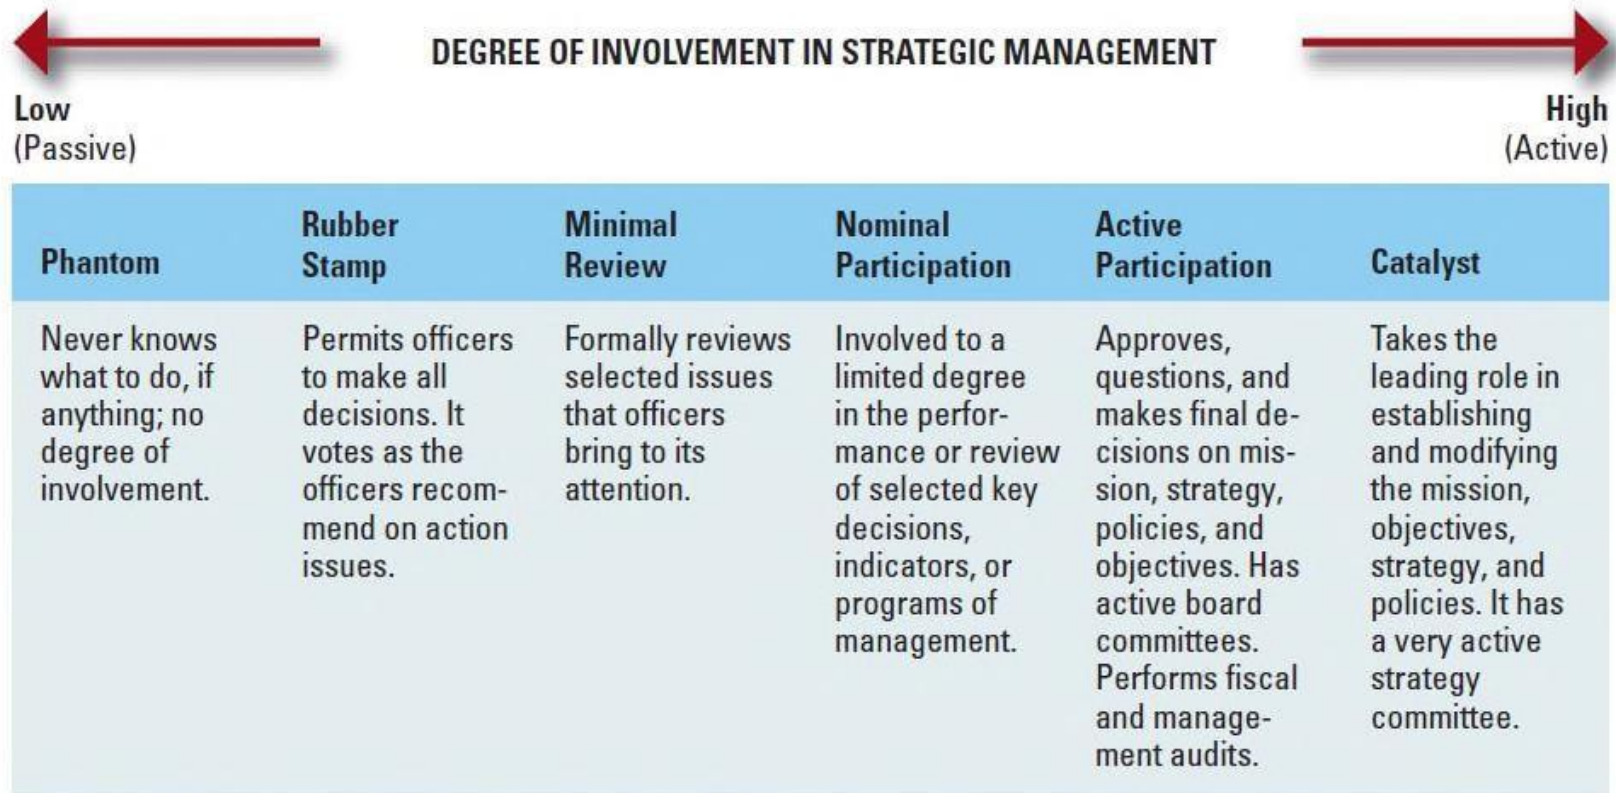 DEGREE OF INVOLVEMENT IN STRATEGIC MANAGEMENT
Low
(Passive)
High
(Active)
Phantom
Never knows
what to do, if
anything; no
degree of
involvement.
Rubber
Stamp
Permits officers
to make all
decisions. It
votes as the
officers recom-
mend on action
issues.
Minimal
Review
Formally reviews
selected issues
that officers
bring to its
attention.
Nominal
Participation
Involved to a
limited degree
in the perfor-
mance or review
of selected key
decisions,
indicators, or
programs of
management.
Active
Participation
Approves,
questions, and
makes final de-
cisions on mis-
sion, strategy,
policies, and
objectives. Has
active board
committees.
Performs fiscal
and manage-
ment audits.
Catalyst
Takes the
leading role in
establishing
and modifying
the mission,
objectives,
strategy, and
policies. It has
a very active
strategy
committee.